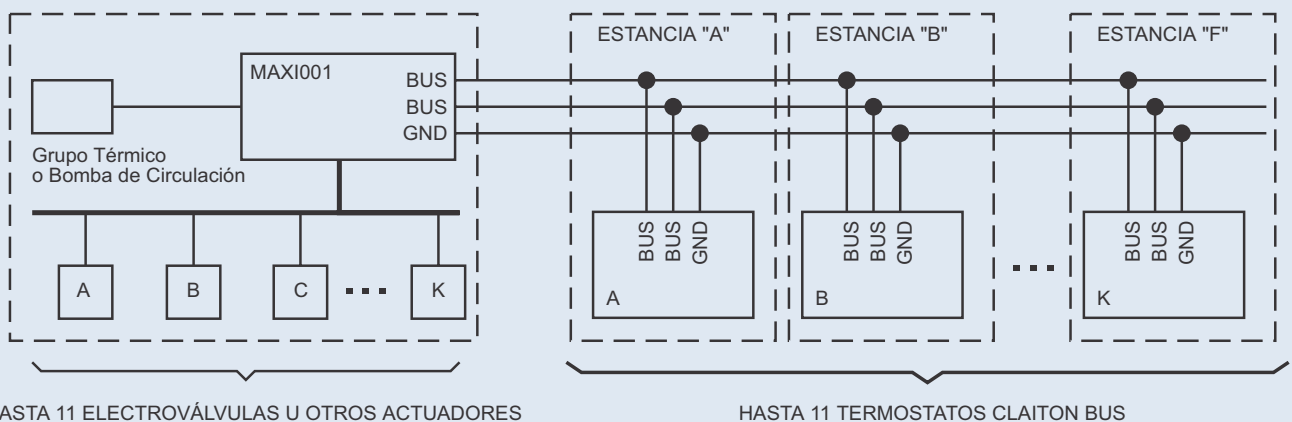 ESTANCIA "A"
ESTANCIA "B"
ESTANCIA "F"
MAXI001
BUS
BUS
GND
Grupo Térmico
o Bomba de Circulación
BUS
BUS
GND
BUS
BUS
GND
BUS
BUS
GND
A
B
C
K
A
B
K
ASTA 11 ELECTROVÁLVULAS U OTROS ACTUADORES
HASTA 11 TERMOSTATOS CLAITON BUS